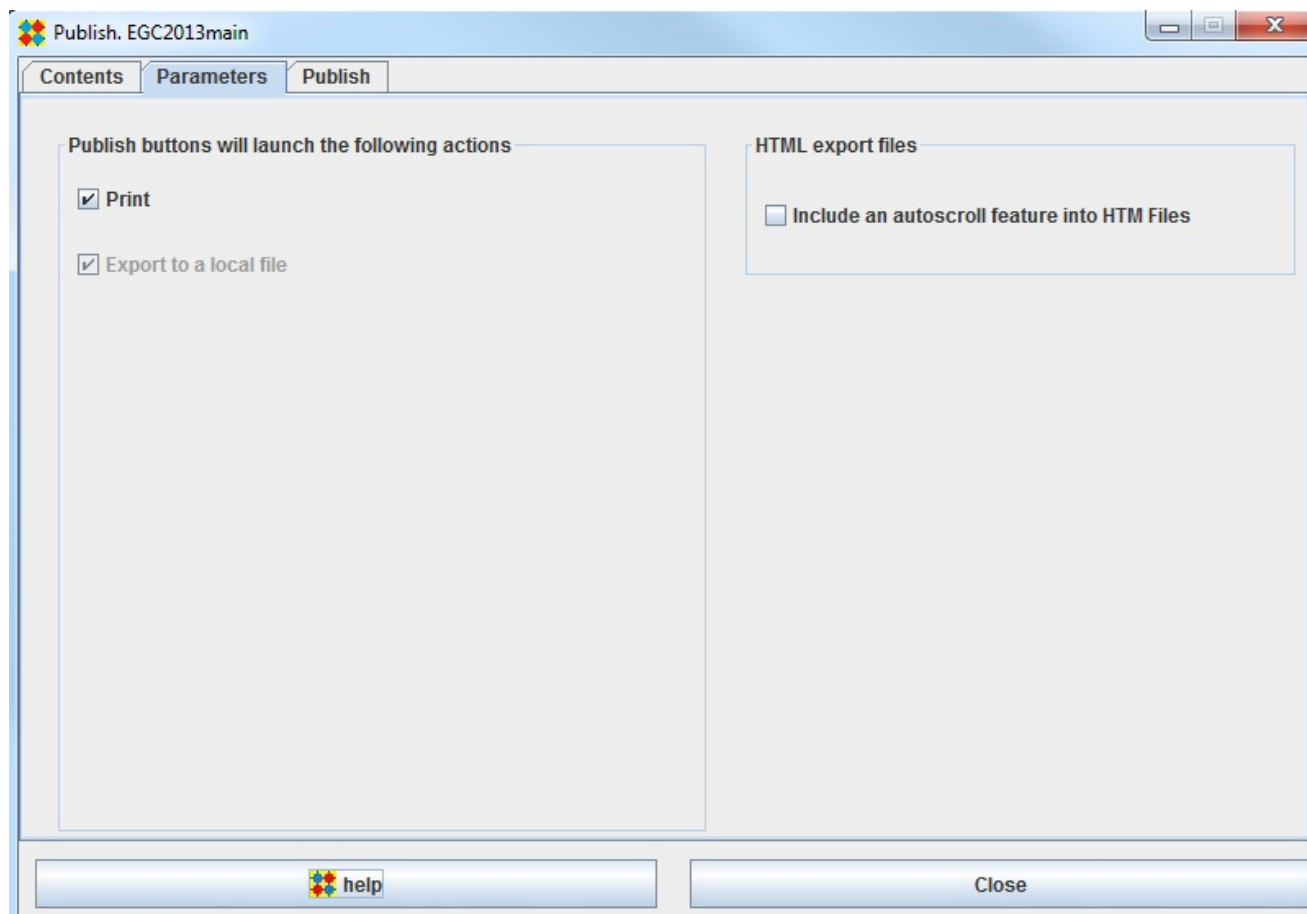 Publish. EGC2013main
Contents Parameters Publish
Publish buttons will launch the following actions
Print
Export to a local file
HTML export files
Include an autoscroll feature into HTM Files
help
Close